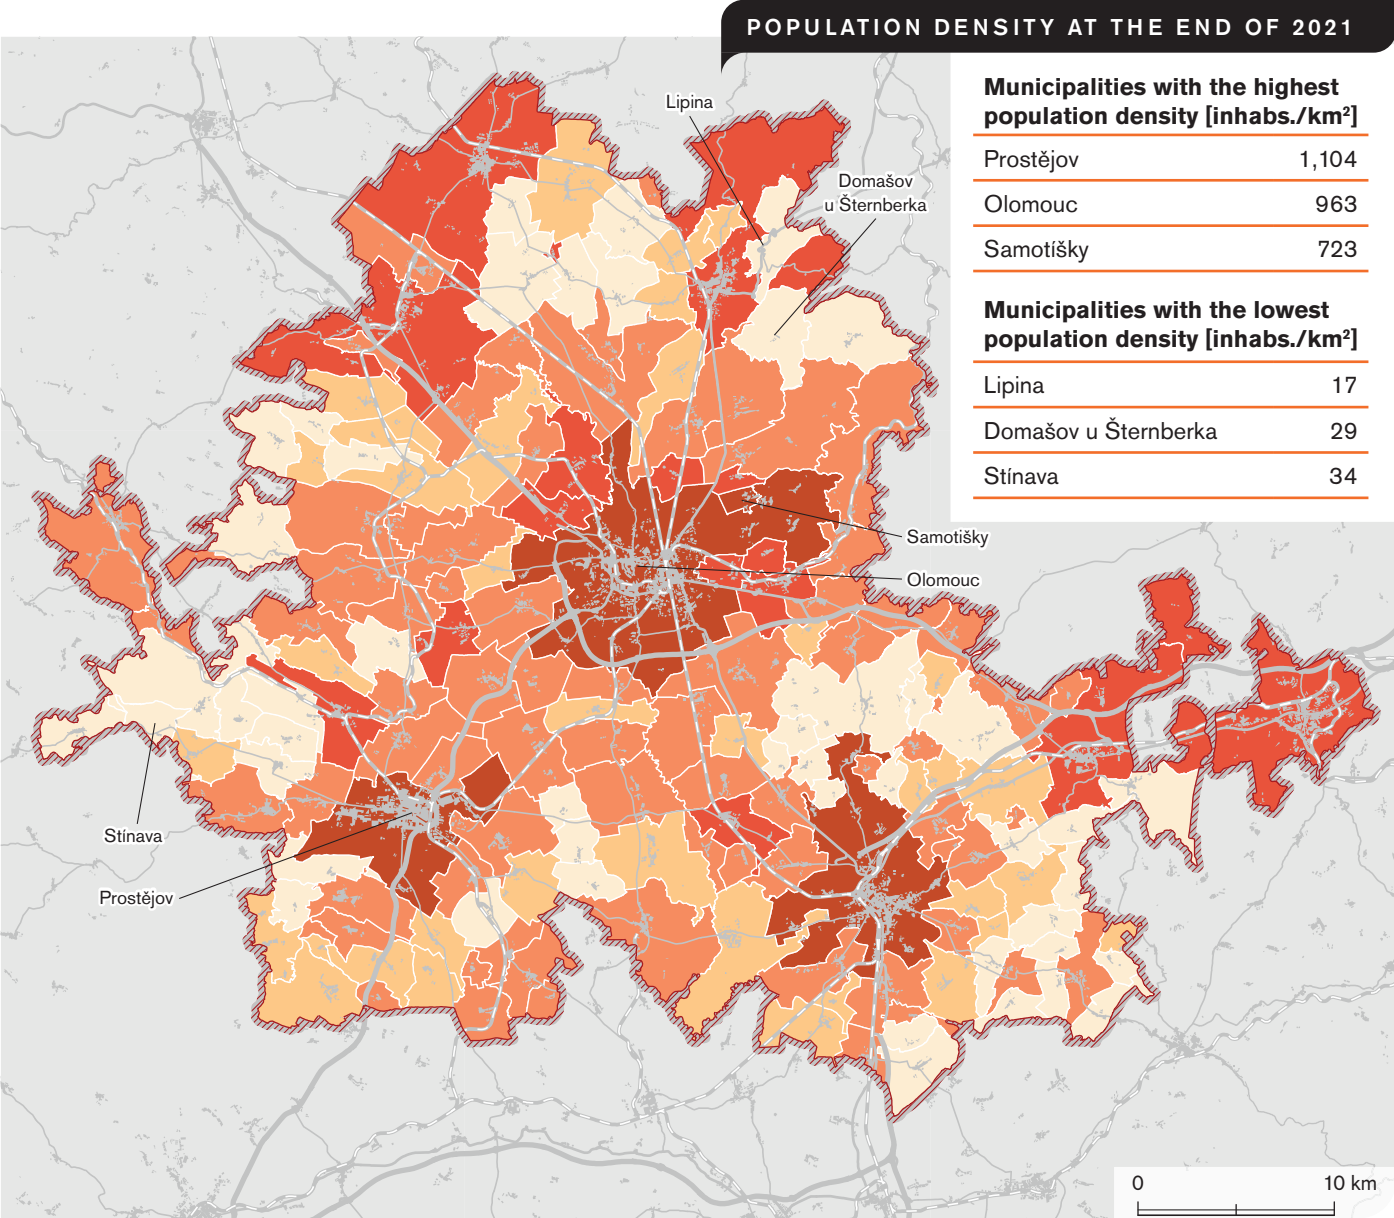 POPULATION DENSITY AT THE END OF 2021
Municipalities with the highest
population density [inhabs./km²]
Prostějov 1,104
Olomouc 963
Samotíšky 723
Municipalities with the lowest
population density [inhabs./km²]
Lipina 17
Domašov u Šternberka 29
Stínava 34
Lipina
Domašov
u Šternberka
Samotišky
Olomouc
Stínava
Prostějov
0 10 km